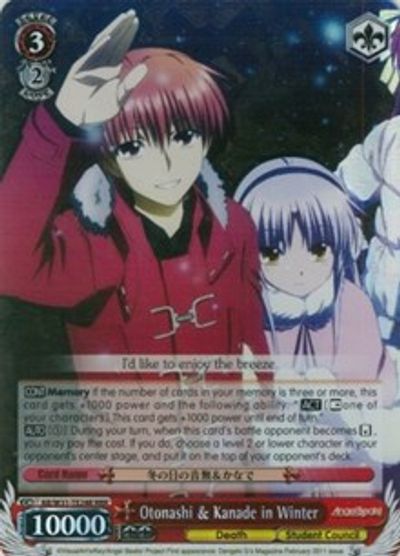 3
2
I'd like to enjoy the breeze.
CONT Memory If the number of cards in your memory is three or more, this
card gets +1000 power and the following ability. "ACT one of
your characters] This card gets +1000 power until end of turn."
AUTO When this card's battle opponent becomes
you may pay the cost. If you do, choose a level 2 or lower character in your
opponent's center stage, and put it on the top of your opponent's deck.
Card Name 冬の日の音無&かなで
10000
Otonashi & Kanade in Winter
Angel Beats!
Death Student Council